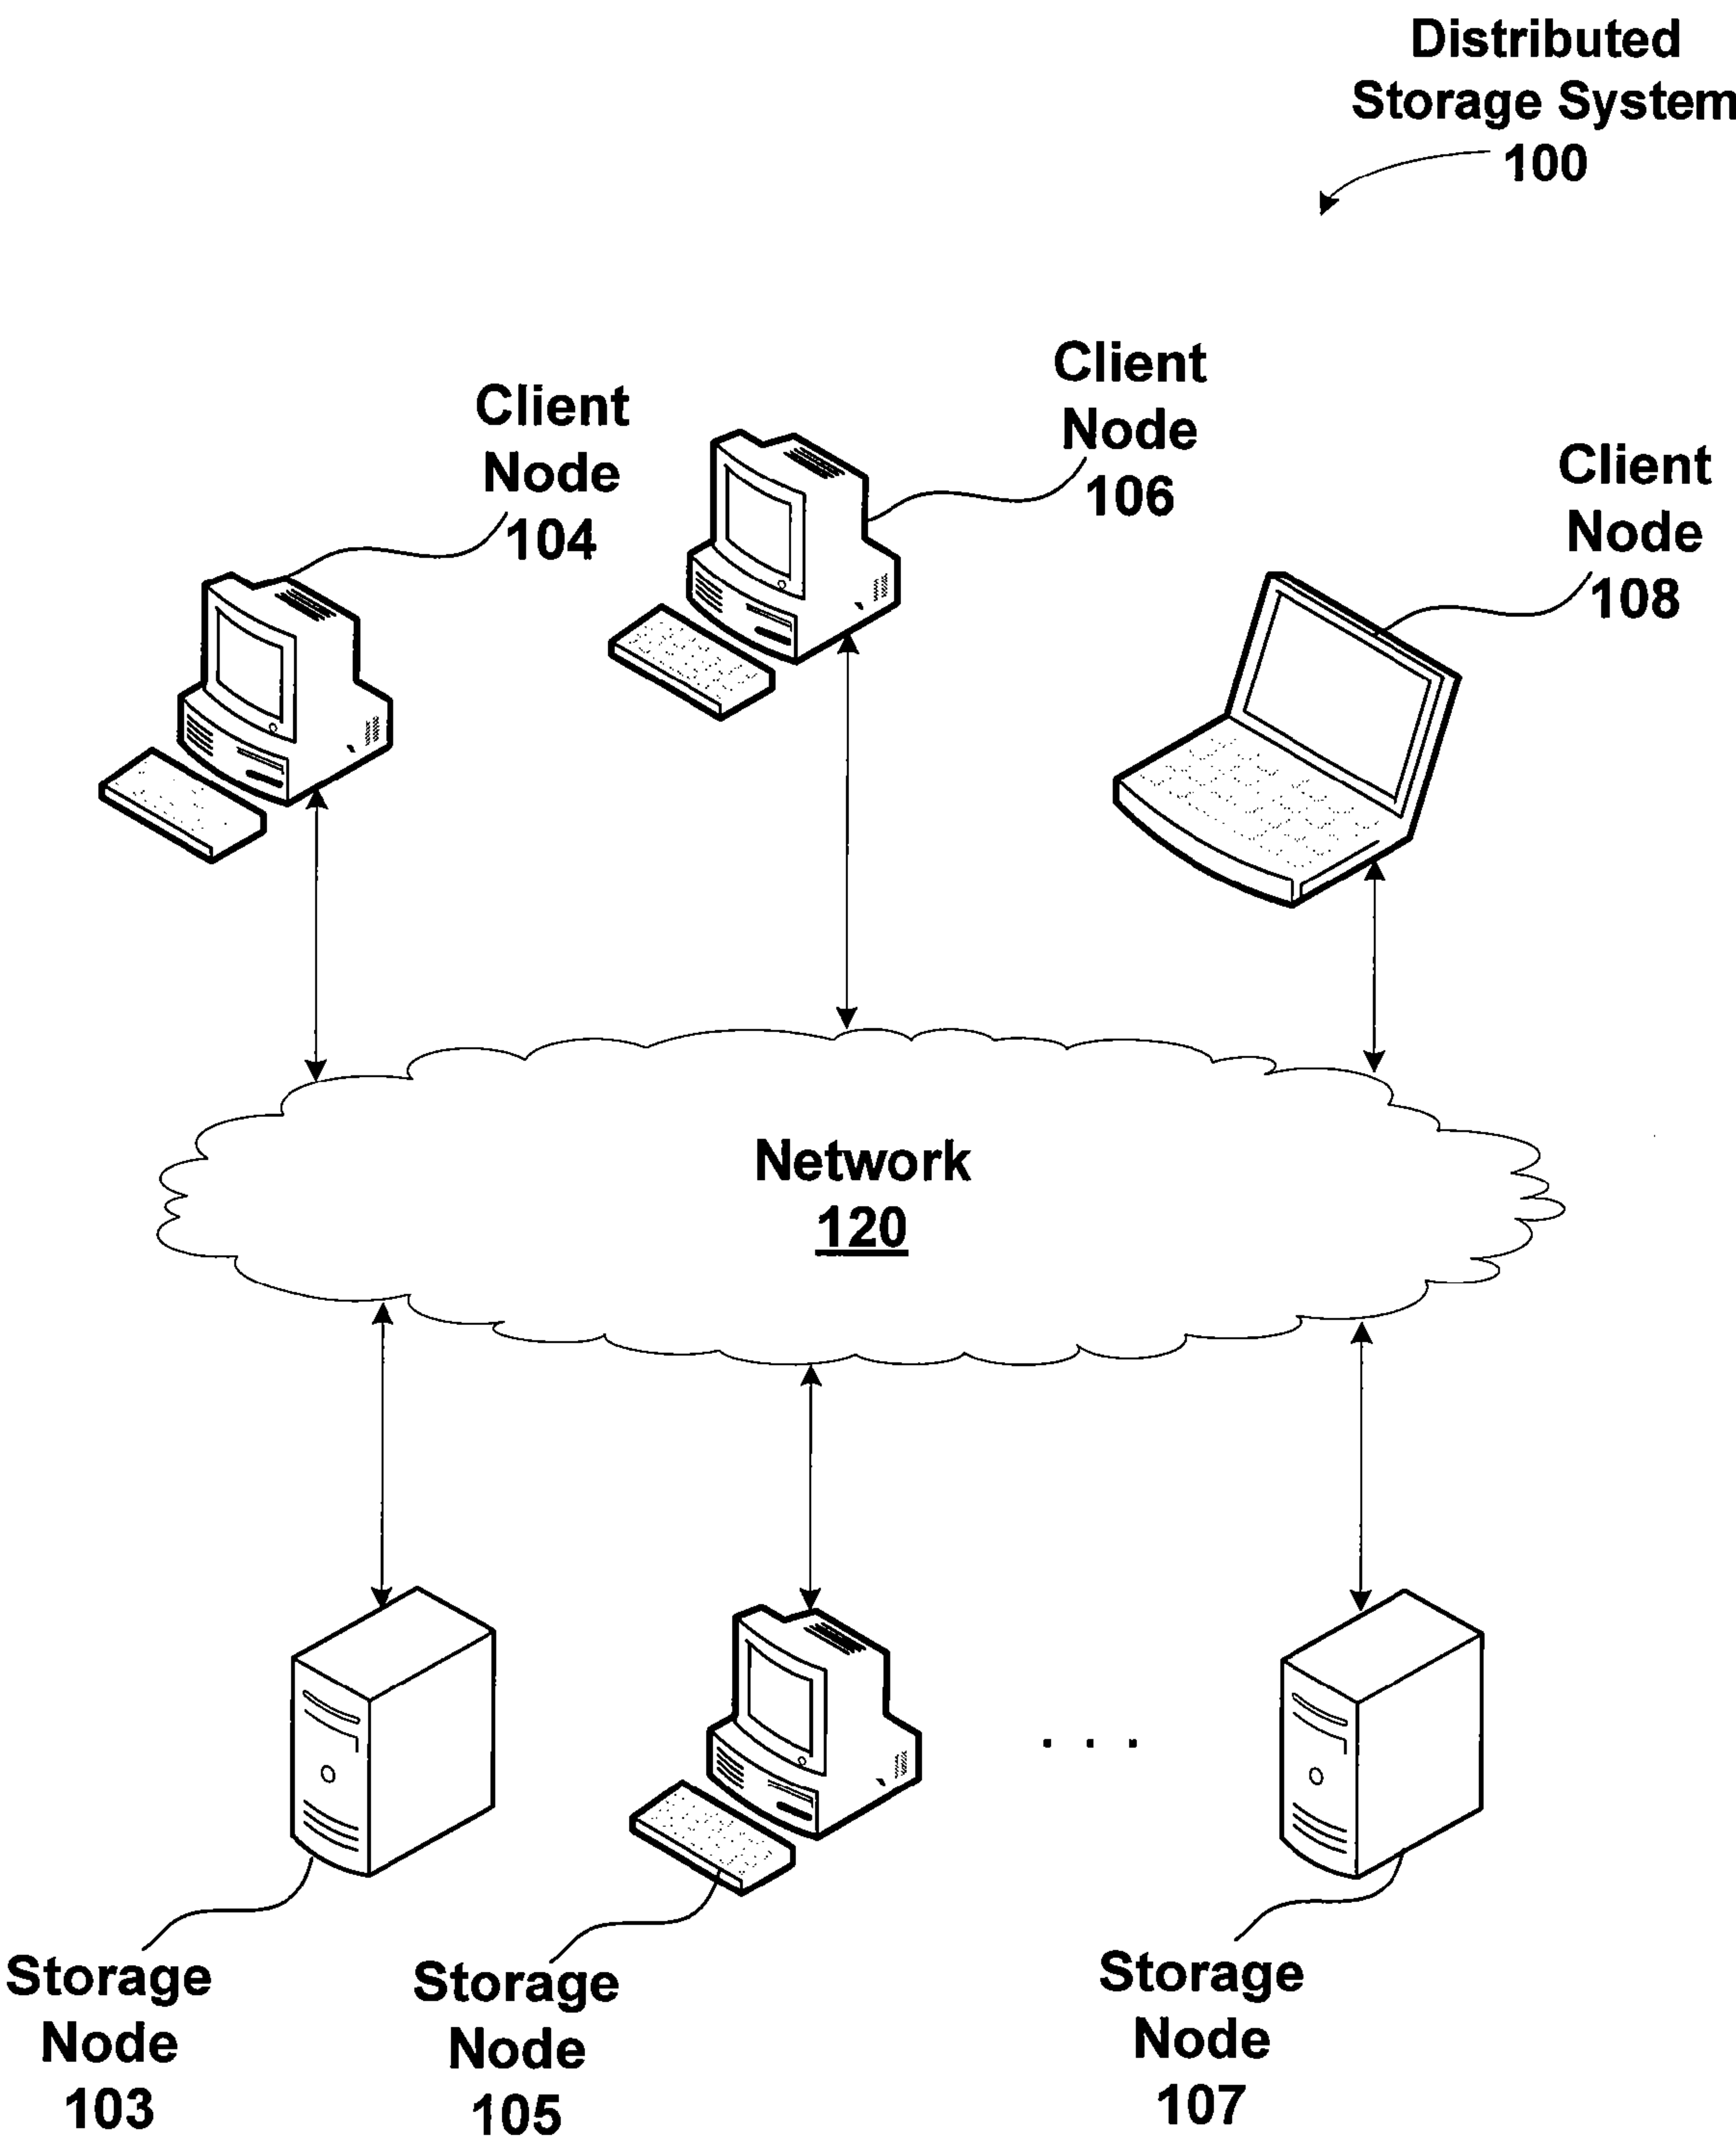 Distributed
Storage System
100
Client
Node
104
Client
Node
106
Client
Node
108
Network
120
Storage
Node
103
Storage
Node
105
. . .
Storage
Node
107